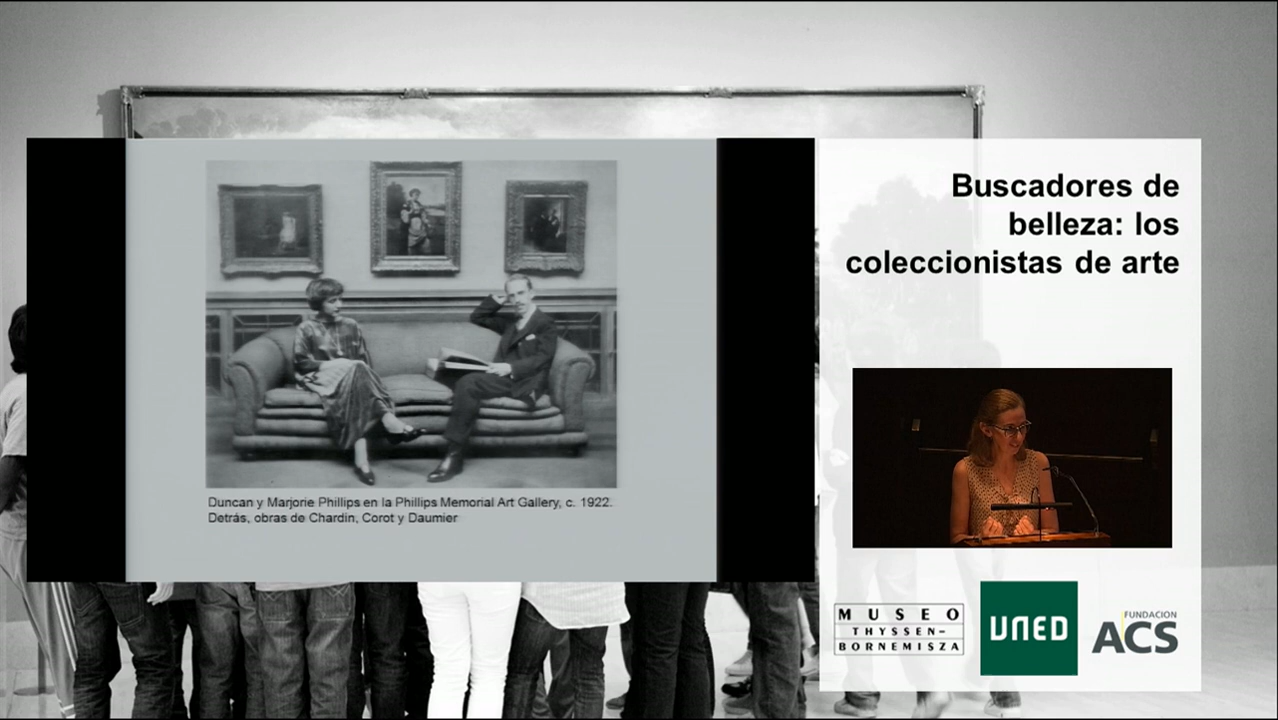 Duncan y Marjorie Phillips en la Phillips Memorial Art Gallery, c. 1922.
Detrás, obras de Chardin, Corot y Daumier
Buscadores de
belleza: los
coleccionistas de arte
MUSEO
THYSSEN-
BORNEMISZA
UNED
FUNDACION
ACS